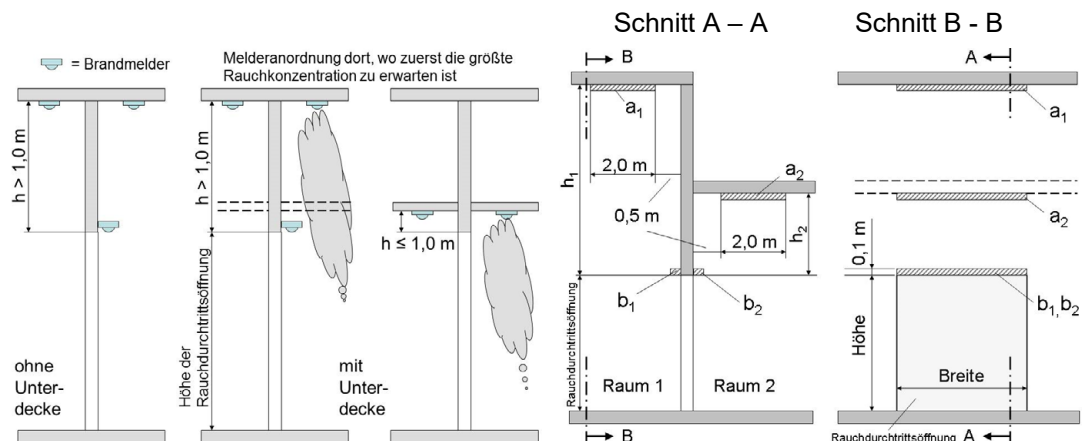 Schnitt A – A
Schnitt B - B
= Brandmelder
Melderanordnung dort, wo zuerst die größte
Rauchkonzentration zu erwarten ist
h > 1,0 m
h > 1,0 m
h ≤ 1,0 m
Höhe der
Rauchdurchtrittsöffnung
ohne
Unter-
decke
mit
Unter-
decke
B
a1
h1
2,0 m
0,5 m
a2
h2
2,0 m
b1
b2
Rauchdurchtrittsöffnung
Raum 1
Raum 2
B
A
a1
a2
0,1 m
b1, b2
Höhe
Breite
Rauchdurchtrittsöffnung
A